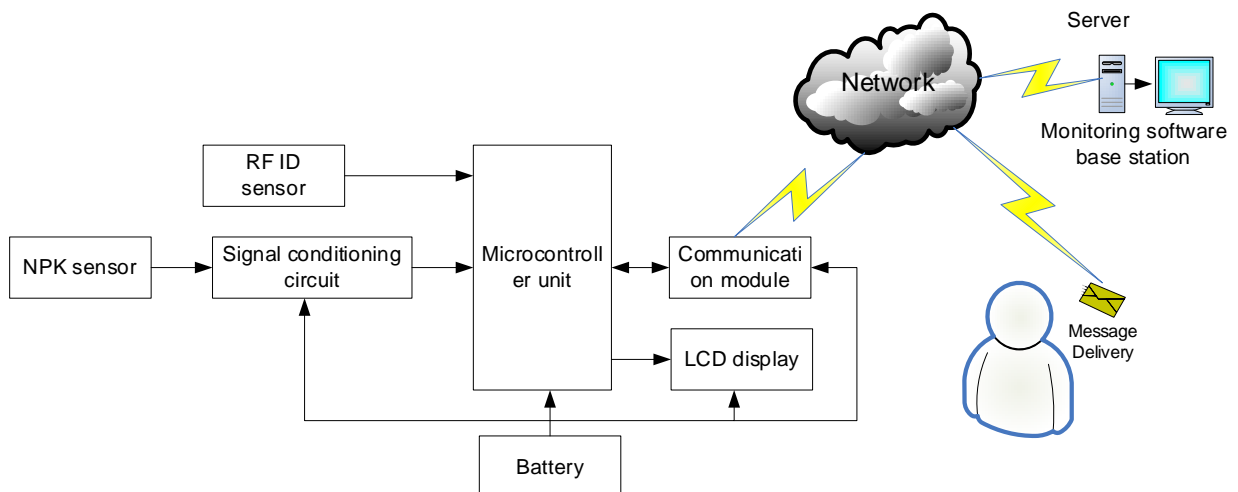 Server
Network
Monitoring software
base station
RF ID
sensor
NPK sensor
Signal conditioning
circuit
Microcontroll
er unit
Communicati
on module
LCD display
Message
Delivery
Battery